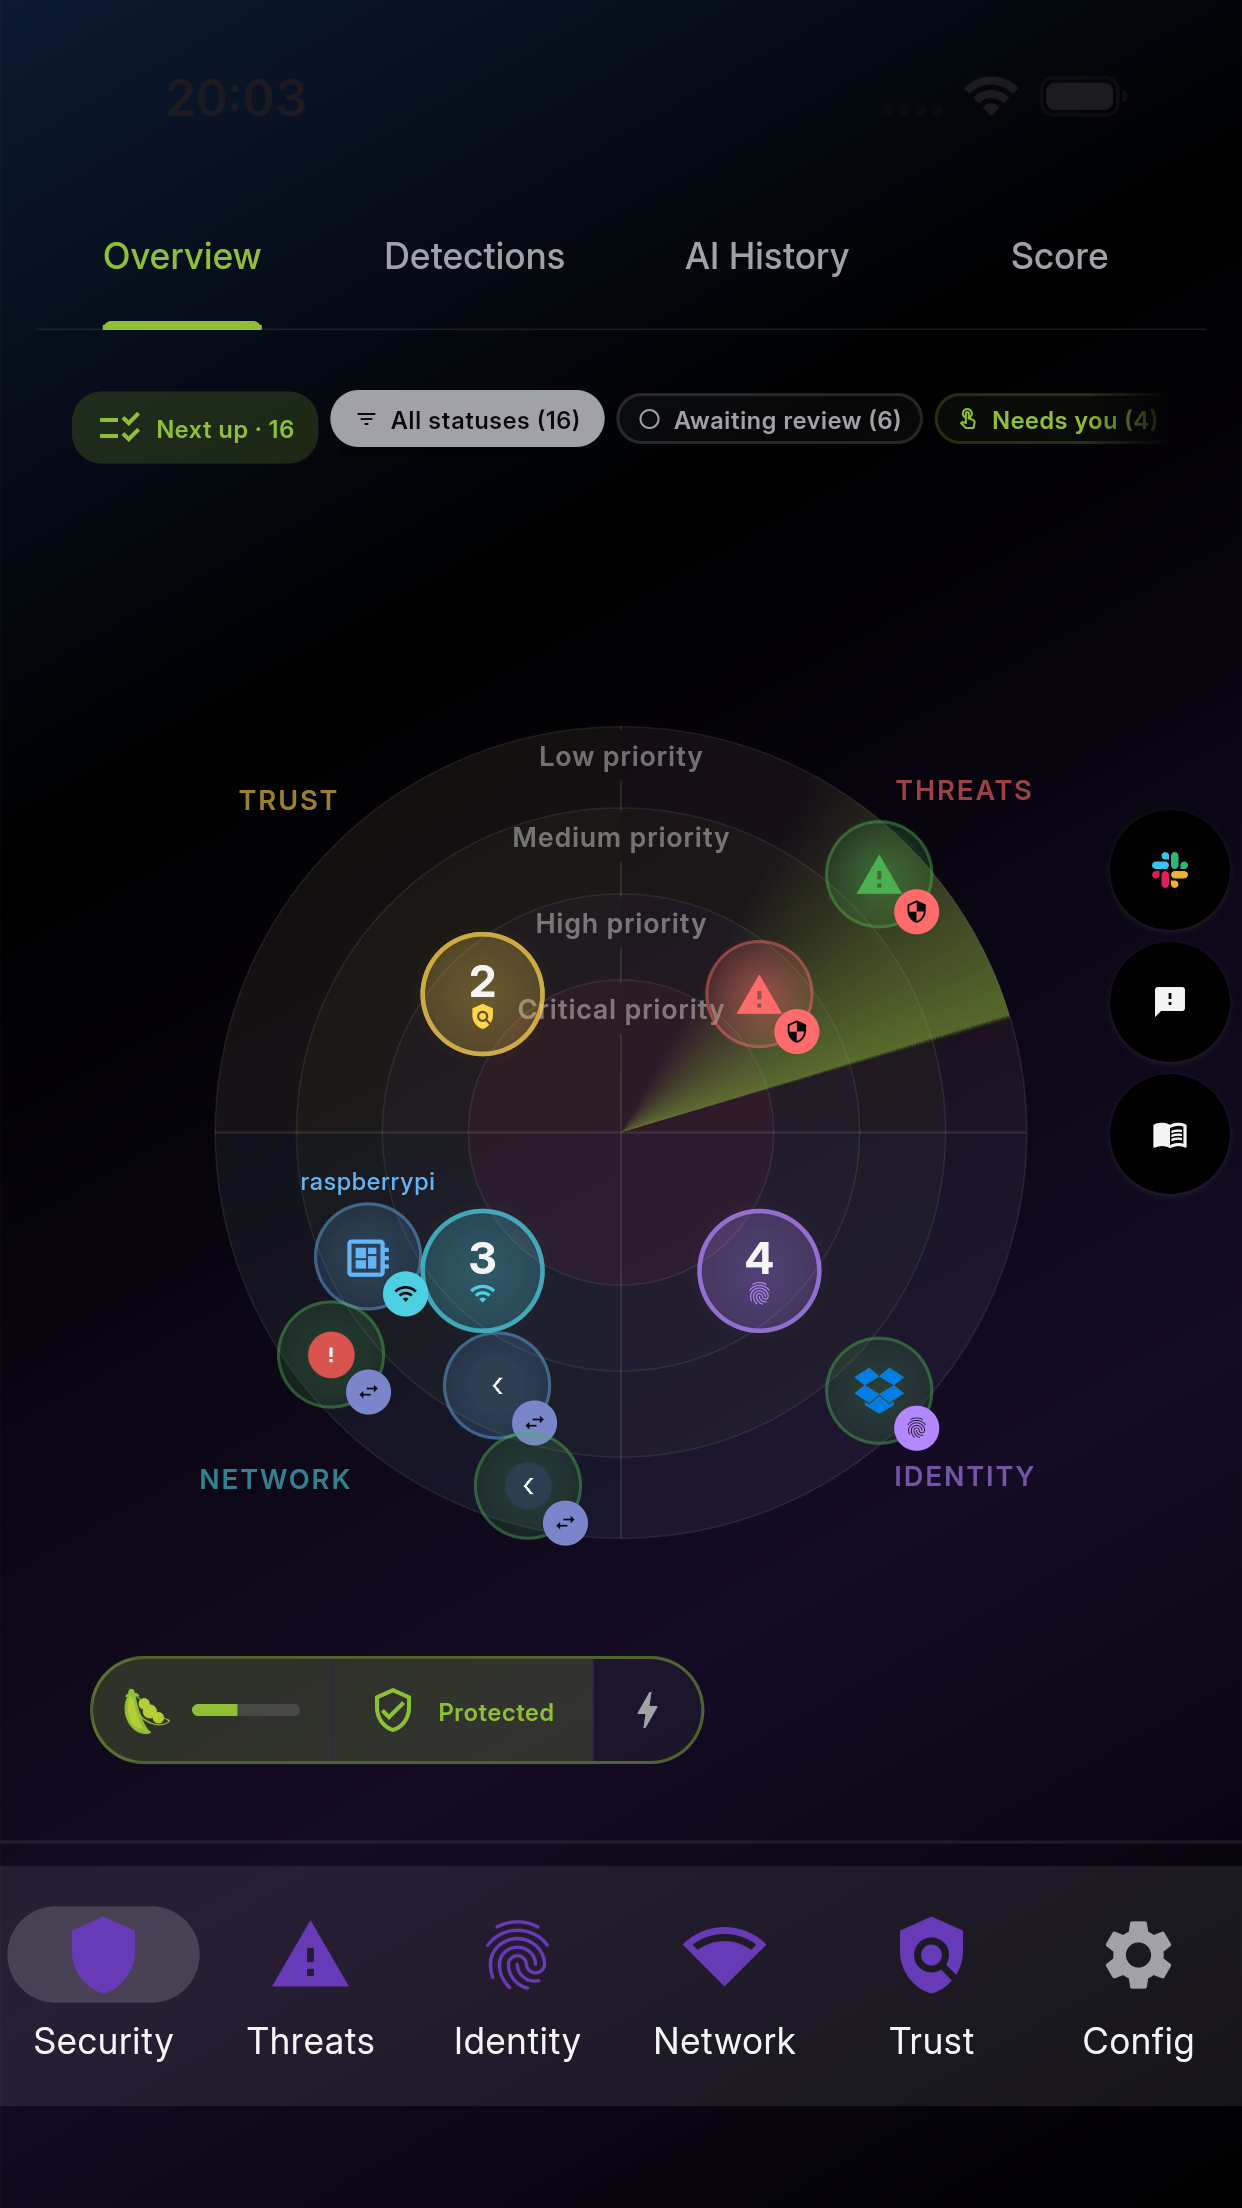 20:03
Overview
Detections
AI History
Score
Next up · 16
All statuses (16)
Awaiting review (6)
Needs you (4)
Low priority
TRUST
THREATS
Medium priority
High priority
2
Critical priority
raspberrypi
3
4
NETWORK
IDENTITY
Protected
Security
Threats
Identity
Network
Trust
Config